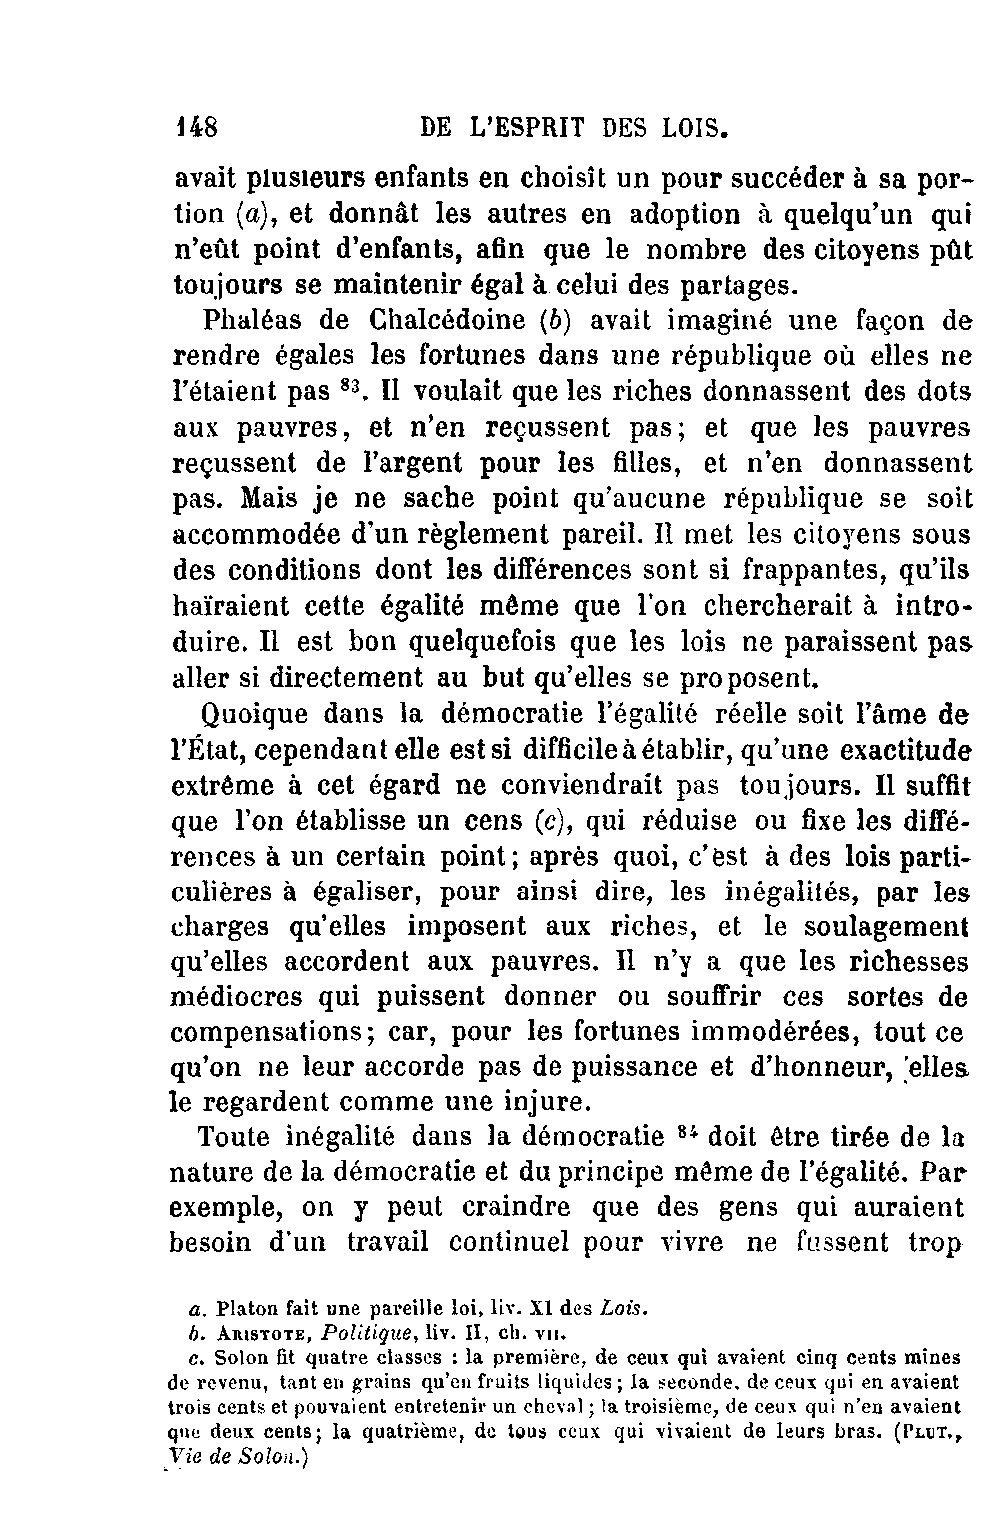 148 DE L'ESPRIT DES LOIS.
avait plusieurs enfants en choisît un pour succéder à sa por-
tion (a), et donnât les autres en adoption à quelqu'un qui
n'eût point d'enfants, afin que le nombre des citoyens pût
toujours se maintenir égal à celui des partages.
Phaléas de Chalcédoine (b) avait imaginé une façon de
rendre égales les fortunes dans une république où elles ne
l'étaient pas 83. Il voulait que les riches donnassent des dots
aux pauvres, et n'en reçussent pas; et que les pauvres
reçussent de l'argent pour les filles, et n'en donnassent
pas. Mais je ne sache point qu'aucune république se soit
accommodée d'un règlement pareil. Il met les citoyens sous
des conditions dont les différences sont si frappantes, qu'ils
haïraient cette égalité même que l'on chercherait à intro-
duire. Il est bon quelquefois que les lois ne paraissent pas
aller si directement au but qu'elles se proposent.
Quoique dans la démocratie l'égalité réelle soit l'âme de
l'État, cependant elle est si difficile à établir, qu'une exactitude
extrême à cet égard ne conviendrait pas toujours. Il suffit
que l'on établisse un cens (c), qui réduise ou fixe les diffé-
rences à un certain point; après quoi, c'est à des lois parti-
culières à égaliser, pour ainsi dire, les inégalités, par les
charges qu'elles imposent aux riches, et le soulagement
qu'elles accordent aux pauvres. Il n'y a que les richesses
médiocres qui puissent donner ou souffrir ces sortes de
compensations; car, pour les fortunes immodérées, tout ce
qu'on ne leur accorde pas de puissance et d'honneur, elles
le regardent comme une injure.
Toute inégalité dans la démocratie 84 doit être tirée de la
nature de la démocratie et du principe même de l'égalité. Par
exemple, on y peut craindre que des gens qui auraient
besoin d'un travail continuel pour vivre ne fussent trop
a. Platon fait une pareille loi, liv. XI des Lois.
b. ARISTOTE, Politique, liv. II, ch. VII.
c. Solon fit quatre classes : la première, de ceux qui avaient cinq cents mines
de revenu, tant en grains qu'en fruits liquides; la seconde, de ceux qui en avaient
trois cents et pouvaient entretenir un cheval; la troisième, de ceux qui n'en avaient
que deux cents; la quatrième, de tous ceux qui vivaient de leurs bras. (PLUT.,
Vie de Solon.)